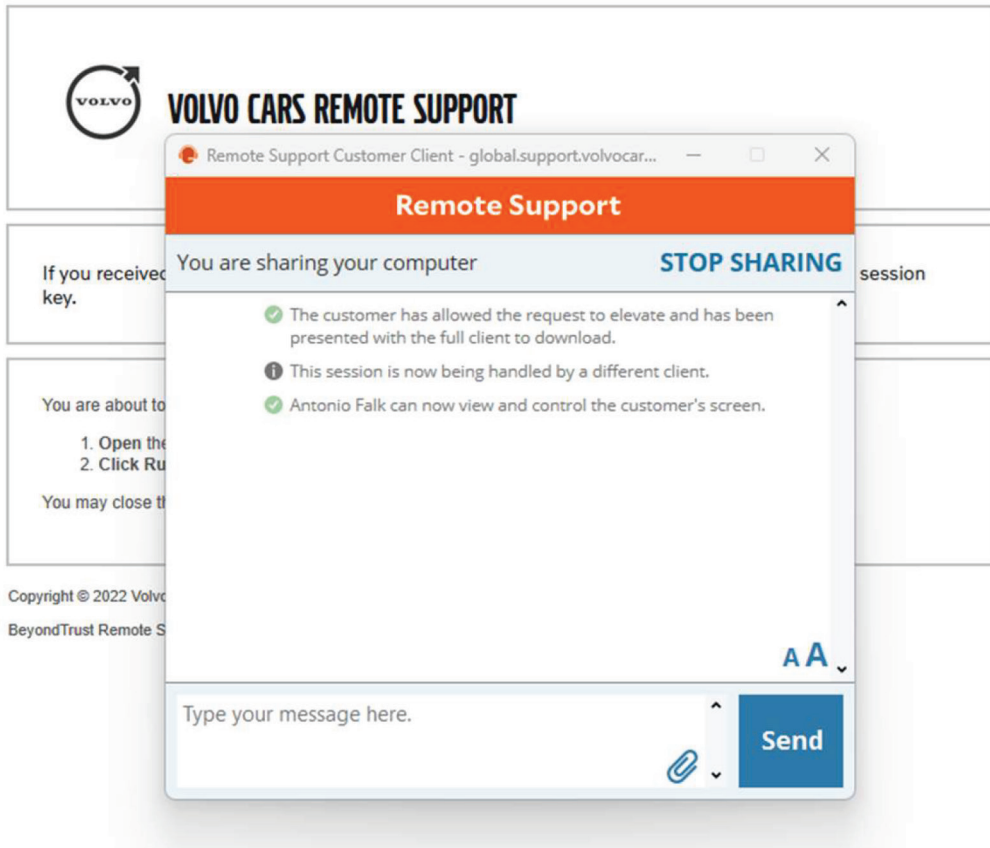 VOLVO
VOLVO CARS REMOTE SUPPORT
Remote Support Customer Client - global.support.volvocar...
Remote Support
You are sharing your computer
STOP SHARING
If you received
session
key.
The customer has allowed the request to elevate and has been
presented with the full client to download.
This session is now being handled by a different client.
Antonio Falk can now view and control the customer's screen.
You are about to
1. Open the
2. Click Ru
You may close th
Copyright © 2022 Volvo
BeyondTrust Remote S
A A
Type your message here.
Send